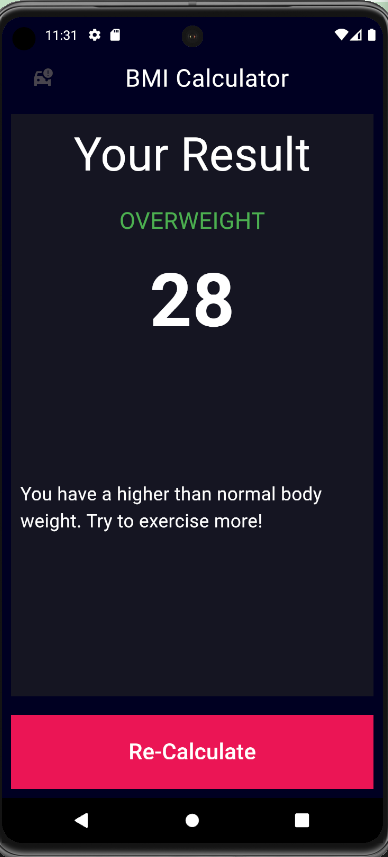 11:31
BMI Calculator
Your Result
OVERWEIGHT
28
You have a higher than normal body
weight. Try to exercise more!
Re-Calculate